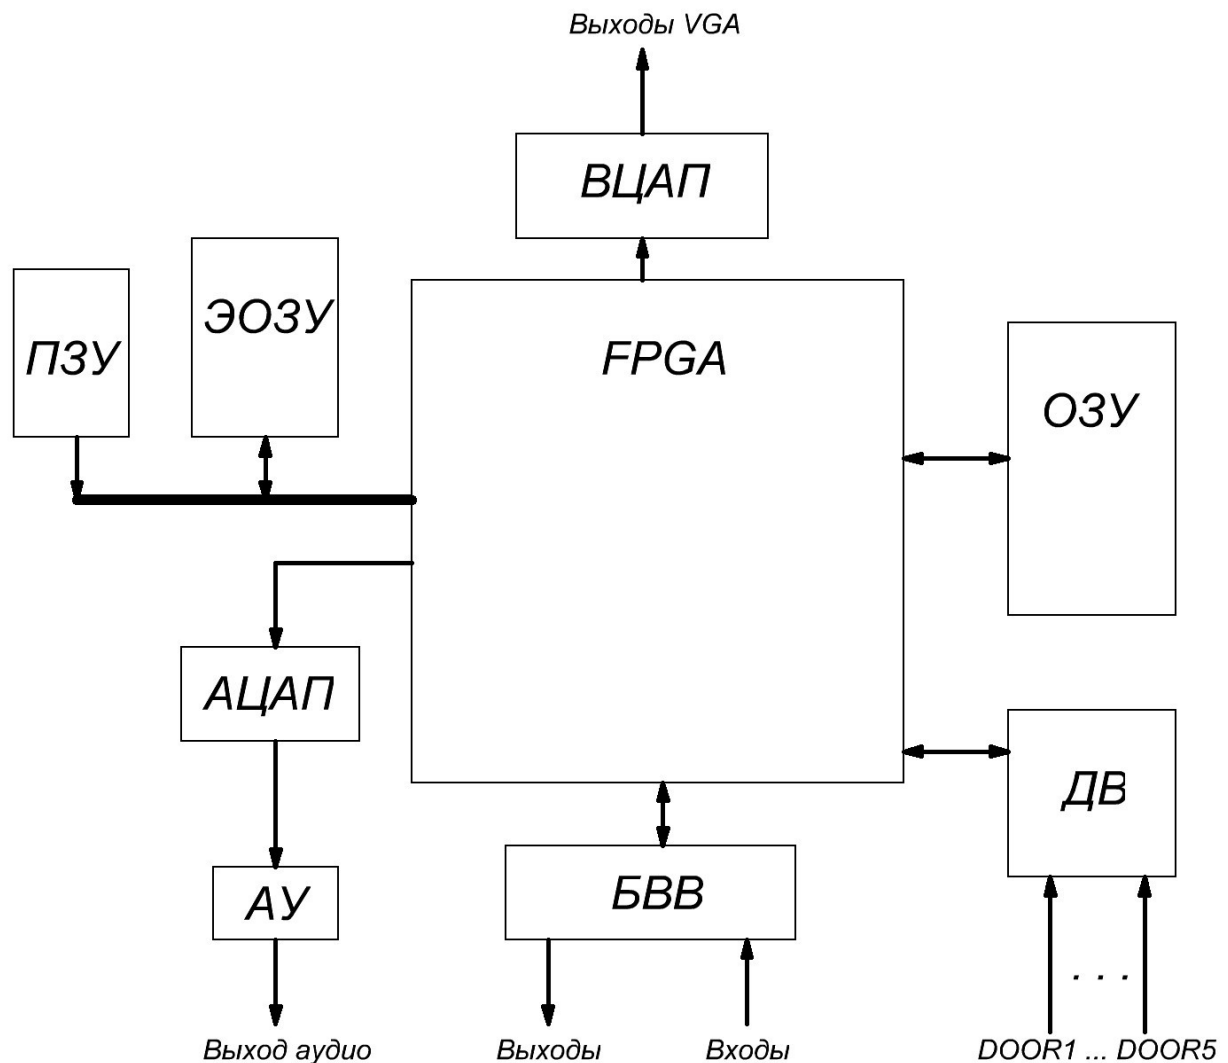 Выходы VGA
ВЦАП
ЭОЗУ
ПЗУ
FPGA
ОЗУ
АЦАП
ДВ
АУ
БВВ
. . .
Выход аудио
Выходы
Входы
DOOR1 ... DOOR5